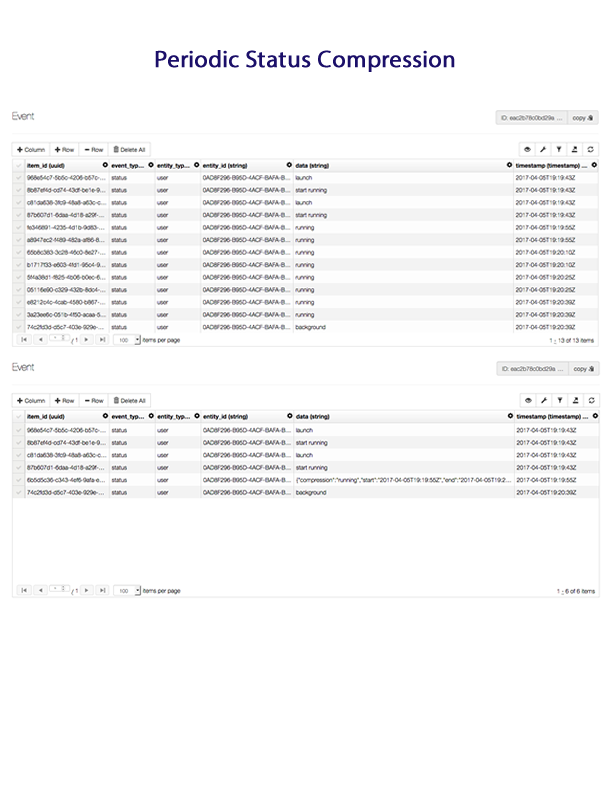 Periodic Status Compression
Event
ID: eac2b78c0bd29a ... copy
+ Column + Row − Row Delete All
item_id (uuid) event_typ... entity_typ... entity_id (string) data (string) timestamp (timestamp) ...
968e54c7-5b5c-4206-b57c-... status user 0AD8F296-B95D-4ACF-BAFA-B... launch 2017-04-05T19:19:43Z
8b87ef4d-cd74-43df-be1e-9... status user 0AD8F296-B95D-4ACF-BAFA-B... start running 2017-04-05T19:19:43Z
c81da638-3fc9-48a8-a63c-c... status user 0AD8F296-B95D-4ACF-BAFA-B... launch 2017-04-05T19:19:43Z
87b607d1-6daa-4d18-a29f-... status user 0AD8F296-B95D-4ACF-BAFA-B... start running 2017-04-05T19:19:43Z
fe346891-4235-4d1b-9d83-... status user 0AD8F296-B95D-4ACF-BAFA-B... running 2017-04-05T19:19:55Z
a8947ec2-f489-482a-af86-8... status user 0AD8F296-B95D-4ACF-BAFA-B... running 2017-04-05T19:19:55Z
65b8c383-3c28-46c0-8e27-... status user 0AD8F296-B95D-4ACF-BAFA-B... running 2017-04-05T19:20:10Z
b1717f33-e603-4fd1-95c4-9... status user 0AD8F296-B95D-4ACF-BAFA-B... running 2017-04-05T19:20:10Z
5f4a38d1-f825-4b06-b0ec-6... status user 0AD8F296-B95D-4ACF-BAFA-B... running 2017-04-05T19:20:25Z
05116e90-c329-432b-8dc4-... status user 0AD8F296-B95D-4ACF-BAFA-B... running 2017-04-05T19:20:25Z
e8212c4c-4cab-4580-b867-... status user 0AD8F296-B95D-4ACF-BAFA-B... running 2017-04-05T19:20:39Z
3a23ee6c-051b-4f50-acaa-5... status user 0AD8F296-B95D-4ACF-BAFA-B... running 2017-04-05T19:20:39Z
74c2fd3d-d5c7-403e-929e-... status user 0AD8F296-B95D-4ACF-BAFA-B... background 2017-04-05T19:20:39Z
/ 1 100 items per page 1 - 13 of 13 items
Event
ID: eac2b78c0bd29a ... copy
+ Column + Row − Row Delete All
item_id (uuid) event_typ... entity_typ... entity_id (string) data (string) timestamp (timestamp) ...
968e54c7-5b5c-4206-b57c-... status user 0AD8F296-B95D-4ACF-BAFA-B... launch 2017-04-05T19:19:43Z
8b87ef4d-cd74-43df-be1e-9... status user 0AD8F296-B95D-4ACF-BAFA-B... start running 2017-04-05T19:19:43Z
c81da638-3fc9-48a8-a63c-c... status user 0AD8F296-B95D-4ACF-BAFA-B... launch 2017-04-05T19:19:43Z
87b607d1-6daa-4d18-a29f-... status user 0AD8F296-B95D-4ACF-BAFA-B... start running 2017-04-05T19:19:43Z
6b5d5c36-c343-4ef6-9afa-e... status user 0AD8F296-B95D-4ACF-BAFA-B... {"compression":"running","start":"2017-04-05T19:19:55Z","end":"2017-04-05T19:2... 2017-04-05T19:19:55Z
74c2fd3d-d5c7-403e-929e-... status user 0AD8F296-B95D-4ACF-BAFA-B... background 2017-04-05T19:20:39Z
/ 1 100 items per page 1 - 6 of 6 items